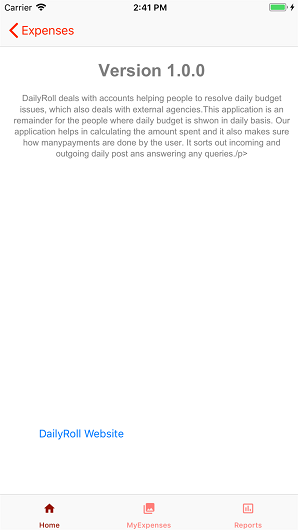 Carrier 2:41 PM
Expenses
Version 1.0.0
DailyRoll deals with accounts helping people to resolve daily budget
issues, which also deals with external agencies.This application is an
remainder for the people where daily budget is shwon in daily basis. Our
application helps in calculating the amount spent and it also makes sure
how manypayments are done by the user. It sorts out incoming and
outgoing daily post ans answering any queries./p>
DailyRoll Website
Home MyExpenses Reports